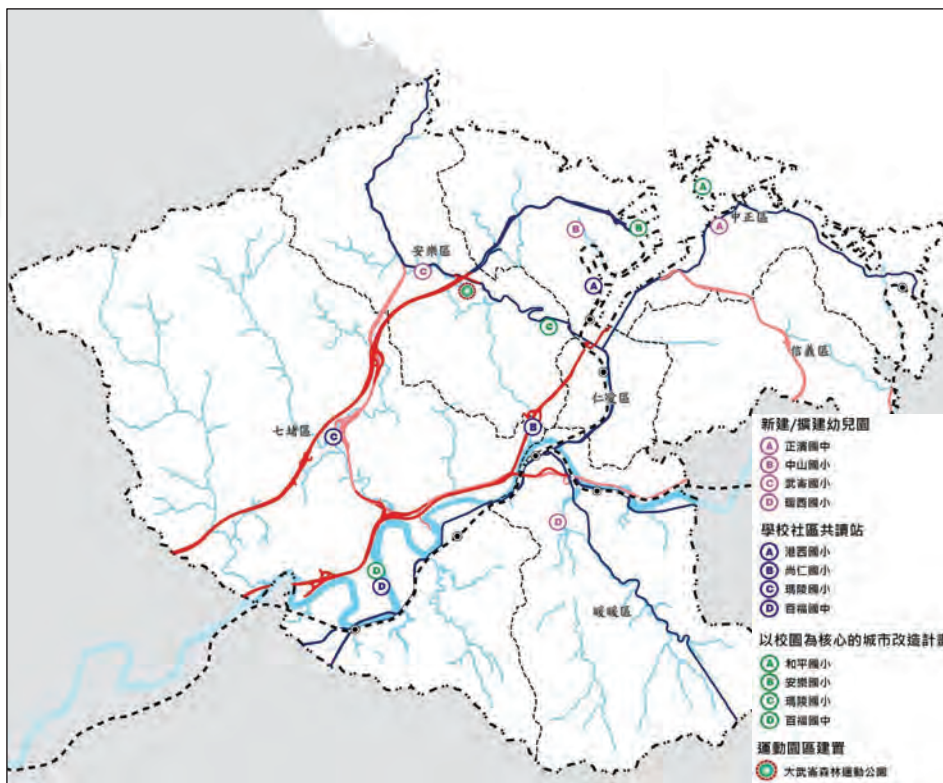 中正區
A
A
B
B
安樂區
C
A
C
信義區
仁愛區
七堵區
C
B
D
D
D
暖暖區
新建/擴建幼兒園
A 正濱國中
B 中山國小
C 武崙國小
D 暖西國小
學校社區共讀站
A 港西國小
B 尚仁國小
C 瑪陵國小
D 百福國中
以校園為核心的城市改造計
A 和平國小
B 安樂國小
C 瑪陵國小
D 百福國中
運動園區建置
大武崙森林運動公園